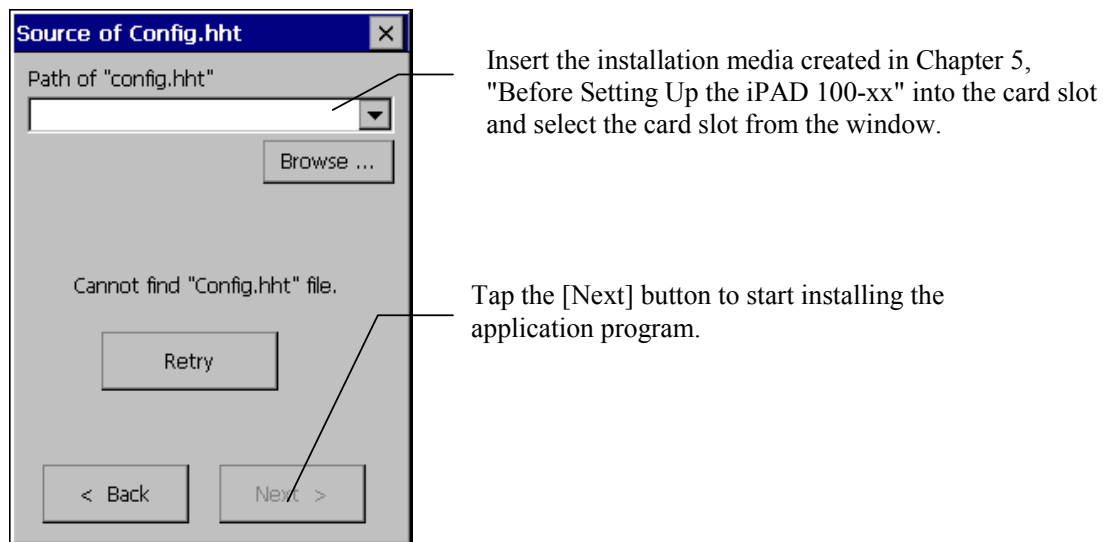 Source of Config.hht
Path of "config.hht"
Browse ...
Cannot find "Config.hht" file.
Retry
< Back
Next >
Insert the installation media created in Chapter 5,
"Before Setting Up the iPAD 100-xx" into the card slot
and select the card slot from the window.
Tap the [Next] button to start installing the
application program.